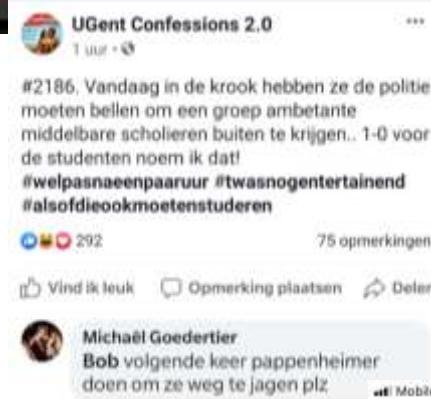 UGent Confessions 2.0
1 uur
#2186. Vandaag in de krook hebben ze de politie
moeten bellen om een groep ambetante
middelbare scholieren buiten te krijgen.. 1-0 voor
de studenten noem ik dat!
#welpasnaeenpaaruur #twasnogentertainend
#alsofdieookmoetenstuderen
292 75 opmerkingen
Vind ik leuk Opmerking plaatsen Deler
Michaël Goedertier
Bob volgende keer pappenheimer
doen om ze weg te jagen plz
Mobil